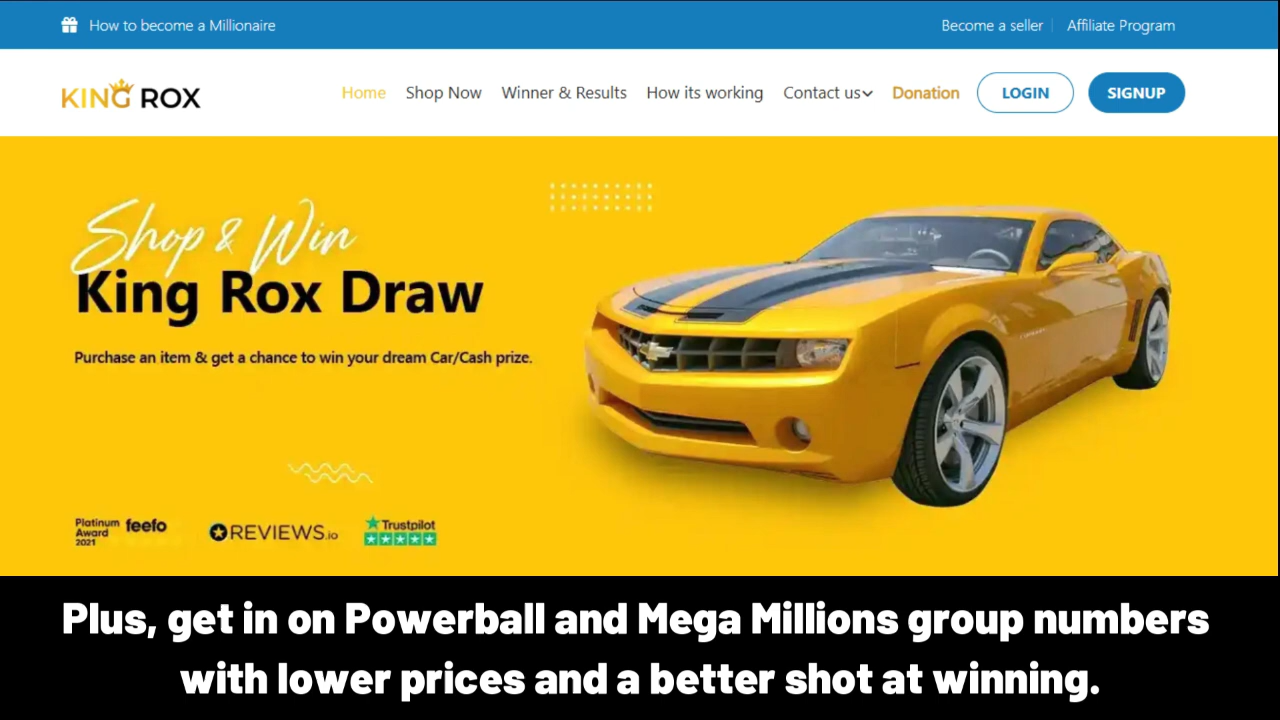 How to become a Millionaire
Become a seller
Affiliate Program
KING ROX
Home
Shop Now
Winner & Results
How its working
Contact us
Donation
LOGIN
SIGNUP
Shop & Win
King Rox Draw
Purchase an item & get a chance to win your dream Car/Cash prize.
Platinum
Award
2021
feefo
REVIEWS.io
Trustpilot
Plus, get in on Powerball and Mega Millions group numbers
with lower prices and a better shot at winning.